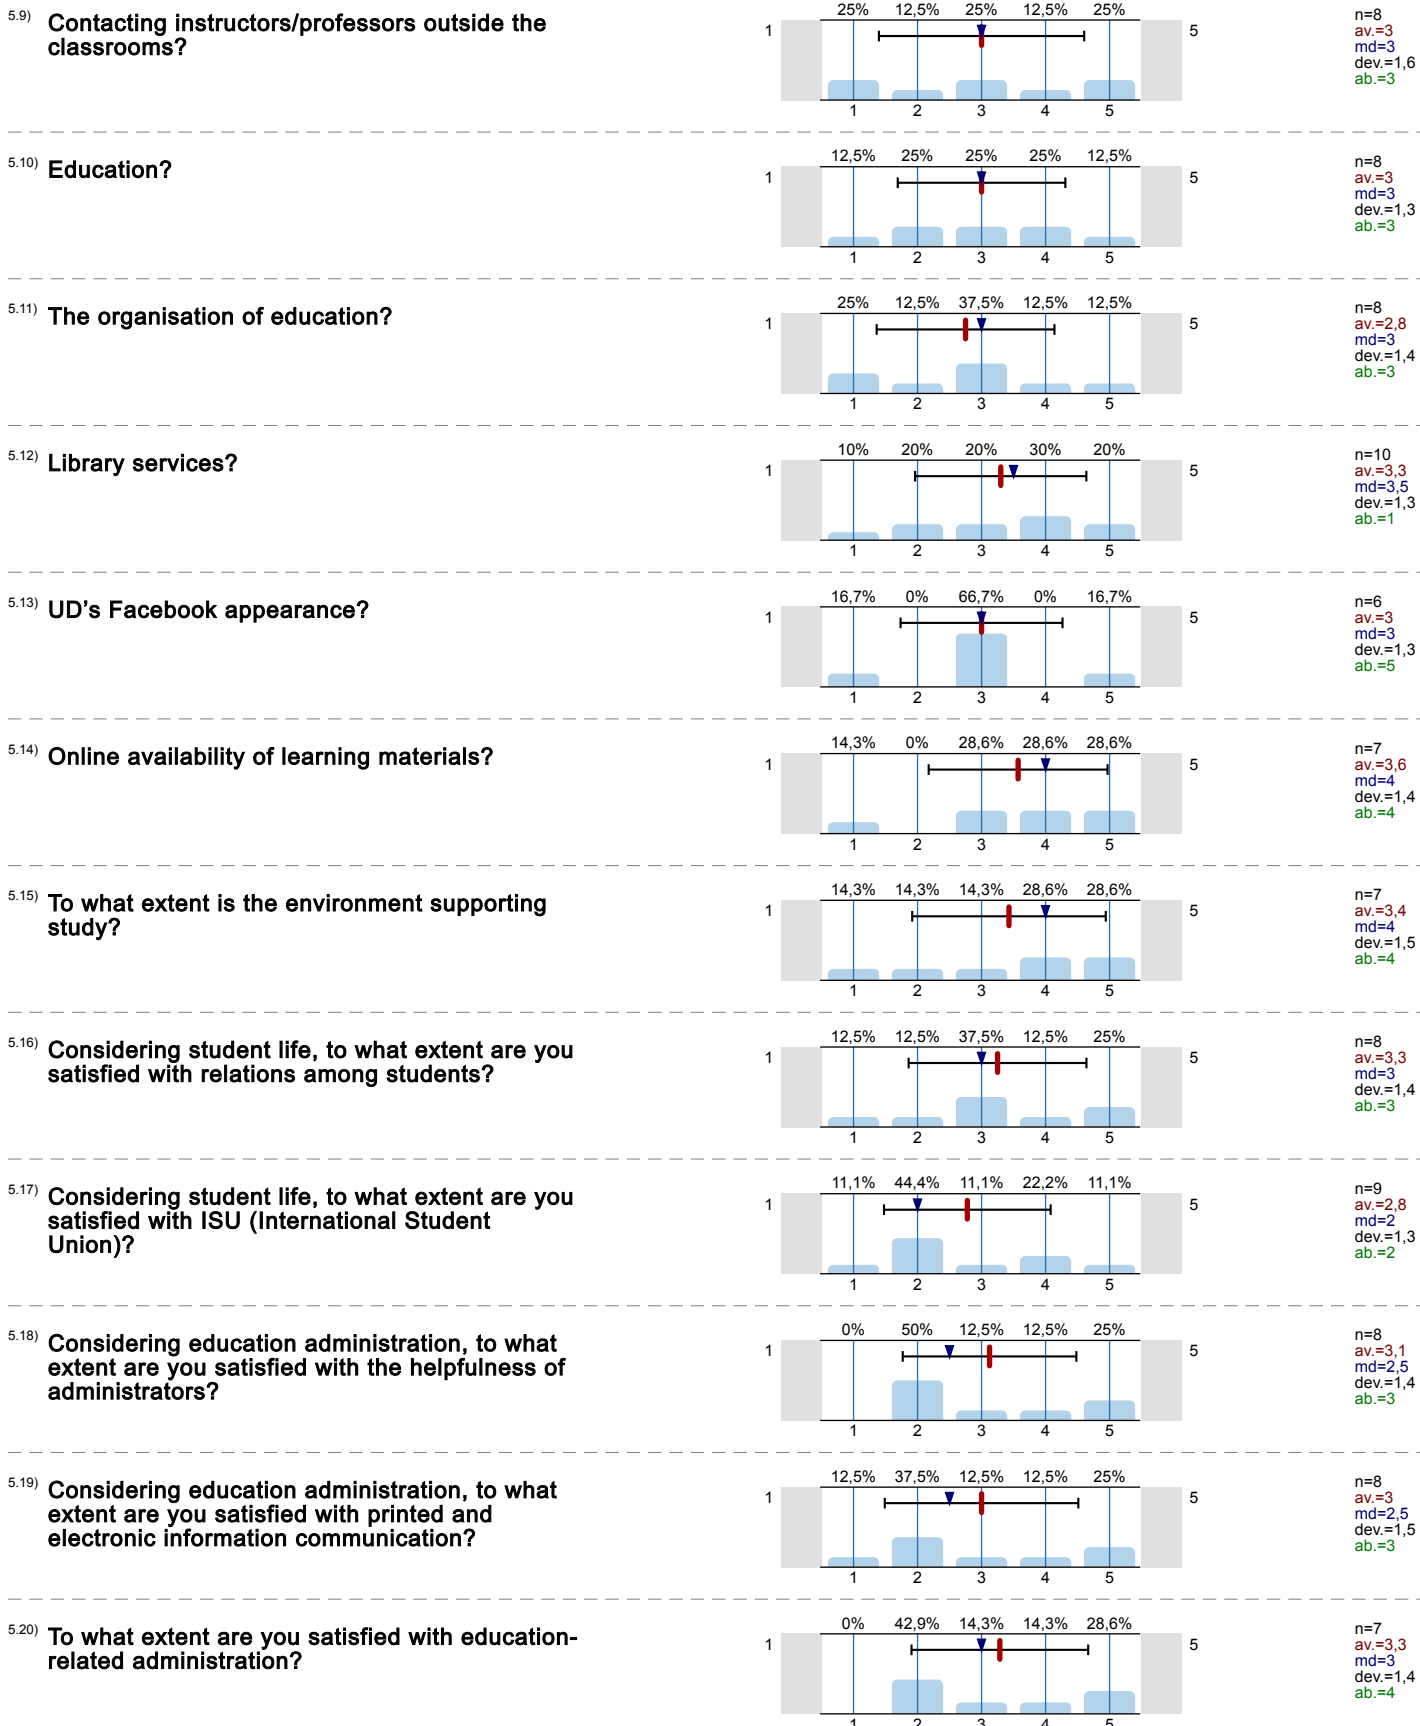 5.9) Contacting instructors/professors outside the
classrooms?
25% 12,5% 25% 12,5% 25%
1 5
1 2 3 4 5
n=8
av.=3
md=3
dev.=1,6
ab.=3
5.10) Education?
12,5% 25% 25% 25% 12,5%
1 5
1 2 3 4 5
n=8
av.=3
md=3
dev.=1,3
ab.=3
5.11) The organisation of education?
25% 12,5% 37,5% 12,5% 12,5%
1 5
1 2 3 4 5
n=8
av.=2,8
md=3
dev.=1,4
ab.=3
5.12) Library services?
10% 20% 20% 30% 20%
1 5
1 2 3 4 5
n=10
av.=3,3
md=3,5
dev.=1,3
ab.=1
5.13) UD's Facebook appearance?
16,7% 0% 66,7% 0% 16,7%
1 5
1 2 3 4 5
n=6
av.=3
md=3
dev.=1,3
ab.=5
5.14) Online availability of learning materials?
14,3% 0% 28,6% 28,6% 28,6%
1 5
1 2 3 4 5
n=7
av.=3,6
md=4
dev.=1,4
ab.=4
5.15) To what extent is the environment supporting
study?
14,3% 14,3% 14,3% 28,6% 28,6%
1 5
1 2 3 4 5
n=7
av.=3,4
md=4
dev.=1,5
ab.=4
5.16) Considering student life, to what extent are you
satisfied with relations among students?
12,5% 12,5% 37,5% 12,5% 25%
1 5
1 2 3 4 5
n=8
av.=3,3
md=3
dev.=1,4
ab.=3
5.17) Considering student life, to what extent are you
satisfied with ISU (International Student
Union)?
11,1% 44,4% 11,1% 22,2% 11,1%
1 5
1 2 3 4 5
n=9
av.=2,8
md=2
dev.=1,3
ab.=2
5.18) Considering education administration, to what
extent are you satisfied with the helpfulness of
administrators?
0% 50% 12,5% 12,5% 25%
1 5
1 2 3 4 5
n=8
av.=3,1
md=2,5
dev.=1,4
ab.=3
5.19) Considering education administration, to what
extent are you satisfied with printed and
electronic information communication?
12,5% 37,5% 12,5% 12,5% 25%
1 5
1 2 3 4 5
n=8
av.=3
md=2,5
dev.=1,5
ab.=3
5.20) To what extent are you satisfied with education-
related administration?
0% 42,9% 14,3% 14,3% 28,6%
1 5
1 2 3 4 5
n=7
av.=3,3
md=3
dev.=1,4
ab.=4